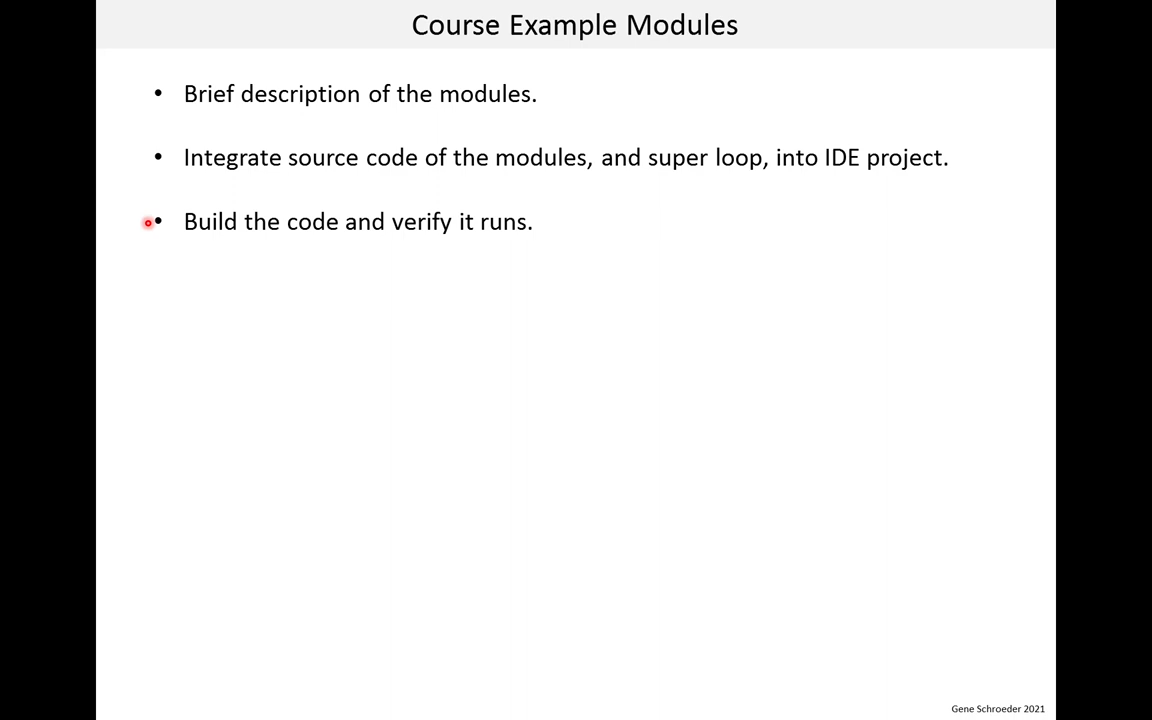 Course Example Modules
• Brief description of the modules.
• Integrate source code of the modules, and super loop, into IDE project.
• Build the code and verify it runs.
Gene Schroeder 2021